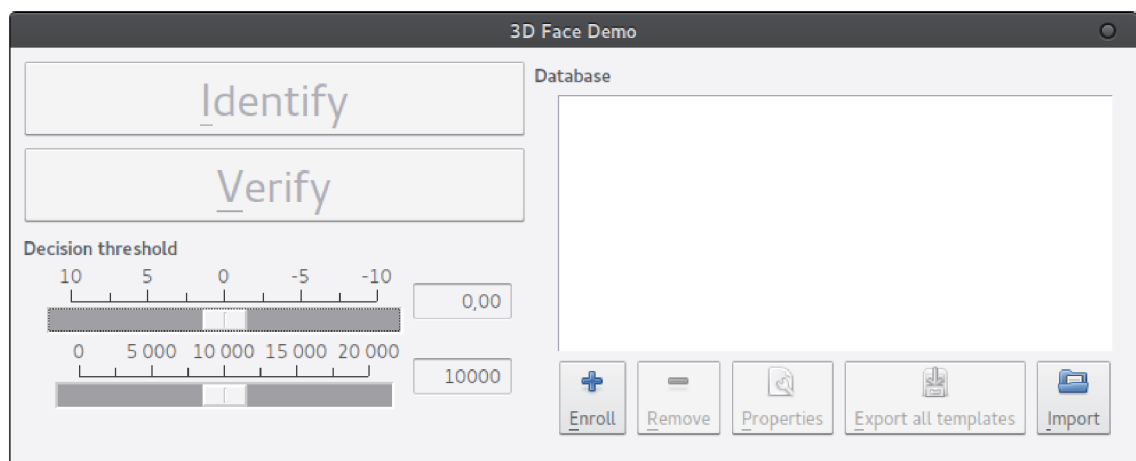 3D Face Demo
Identify
Verify
Decision threshold
10 5 0 -5 -10
0,00
0 5 000 10 000 15 000 20 000
10000
Database
Enroll
Remove
Properties
Export all templates
Import